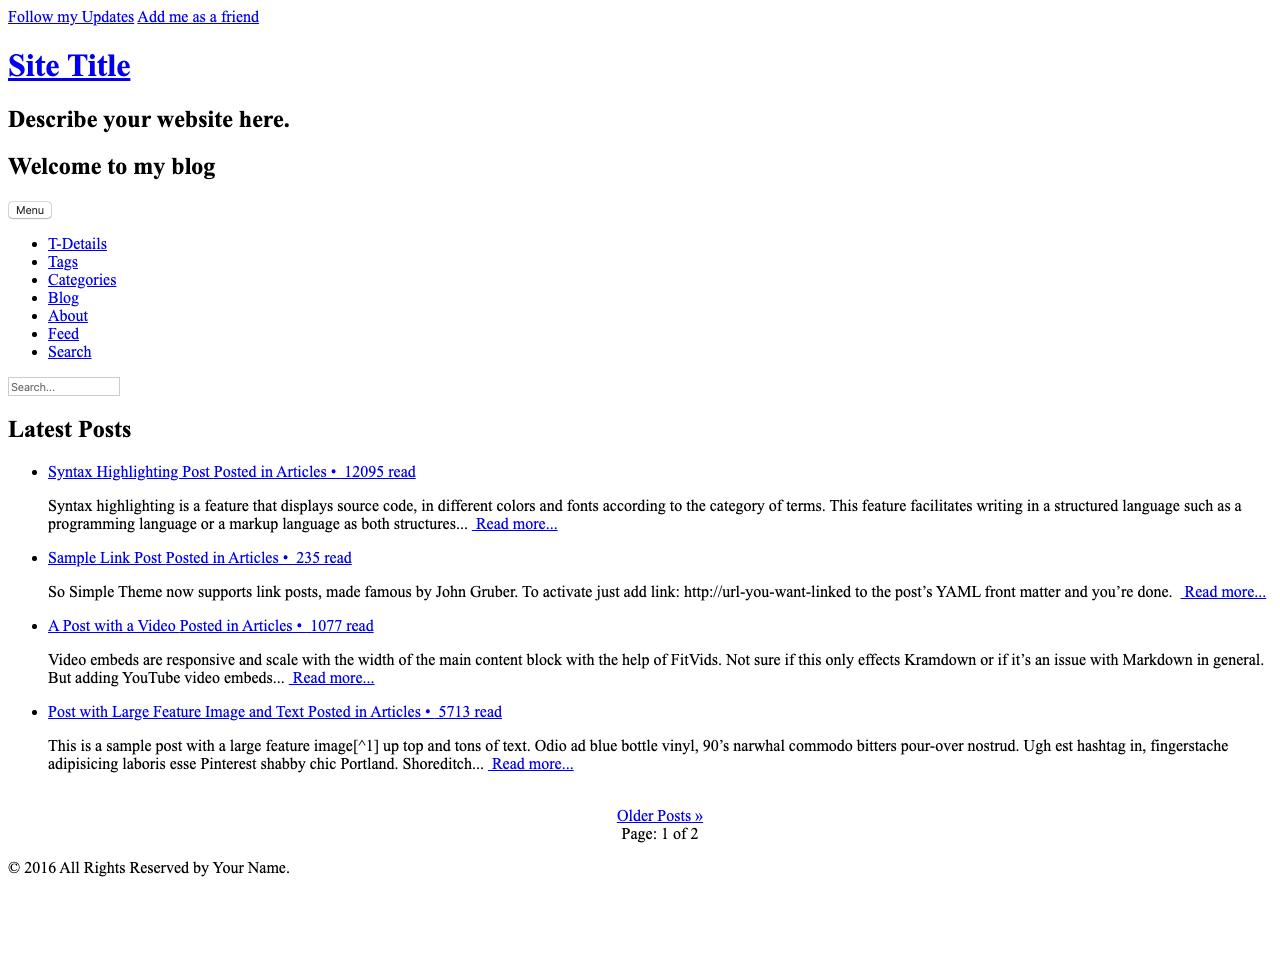 Follow my Updates Add me as a friend
Site Title
Describe your website here.
Welcome to my blog
Menu
T-Details
Tags
Categories
Blog
About
Feed
Search
Search...
Latest Posts
Syntax Highlighting Post Posted in Articles •  12095 read
Syntax highlighting is a feature that displays source code, in different colors and fonts according to the category of terms. This feature facilitates writing in a structured language such as a
programming language or a markup language as both structures...  Read more...
Sample Link Post Posted in Articles •  235 read
So Simple Theme now supports link posts, made famous by John Gruber. To activate just add link: http://url-you-want-linked to the post’s YAML front matter and you’re done.   Read more...
A Post with a Video Posted in Articles •  1077 read
Video embeds are responsive and scale with the width of the main content block with the help of FitVids. Not sure if this only effects Kramdown or if it’s an issue with Markdown in general.
But adding YouTube video embeds...  Read more...
Post with Large Feature Image and Text Posted in Articles •  5713 read
This is a sample post with a large feature image[^1] up top and tons of text. Odio ad blue bottle vinyl, 90’s narwhal commodo bitters pour-over nostrud. Ugh est hashtag in, fingerstache
adipisicing laboris esse Pinterest shabby chic Portland. Shoreditch...  Read more...
Older Posts »
Page: 1 of 2
© 2016 All Rights Reserved by Your Name.